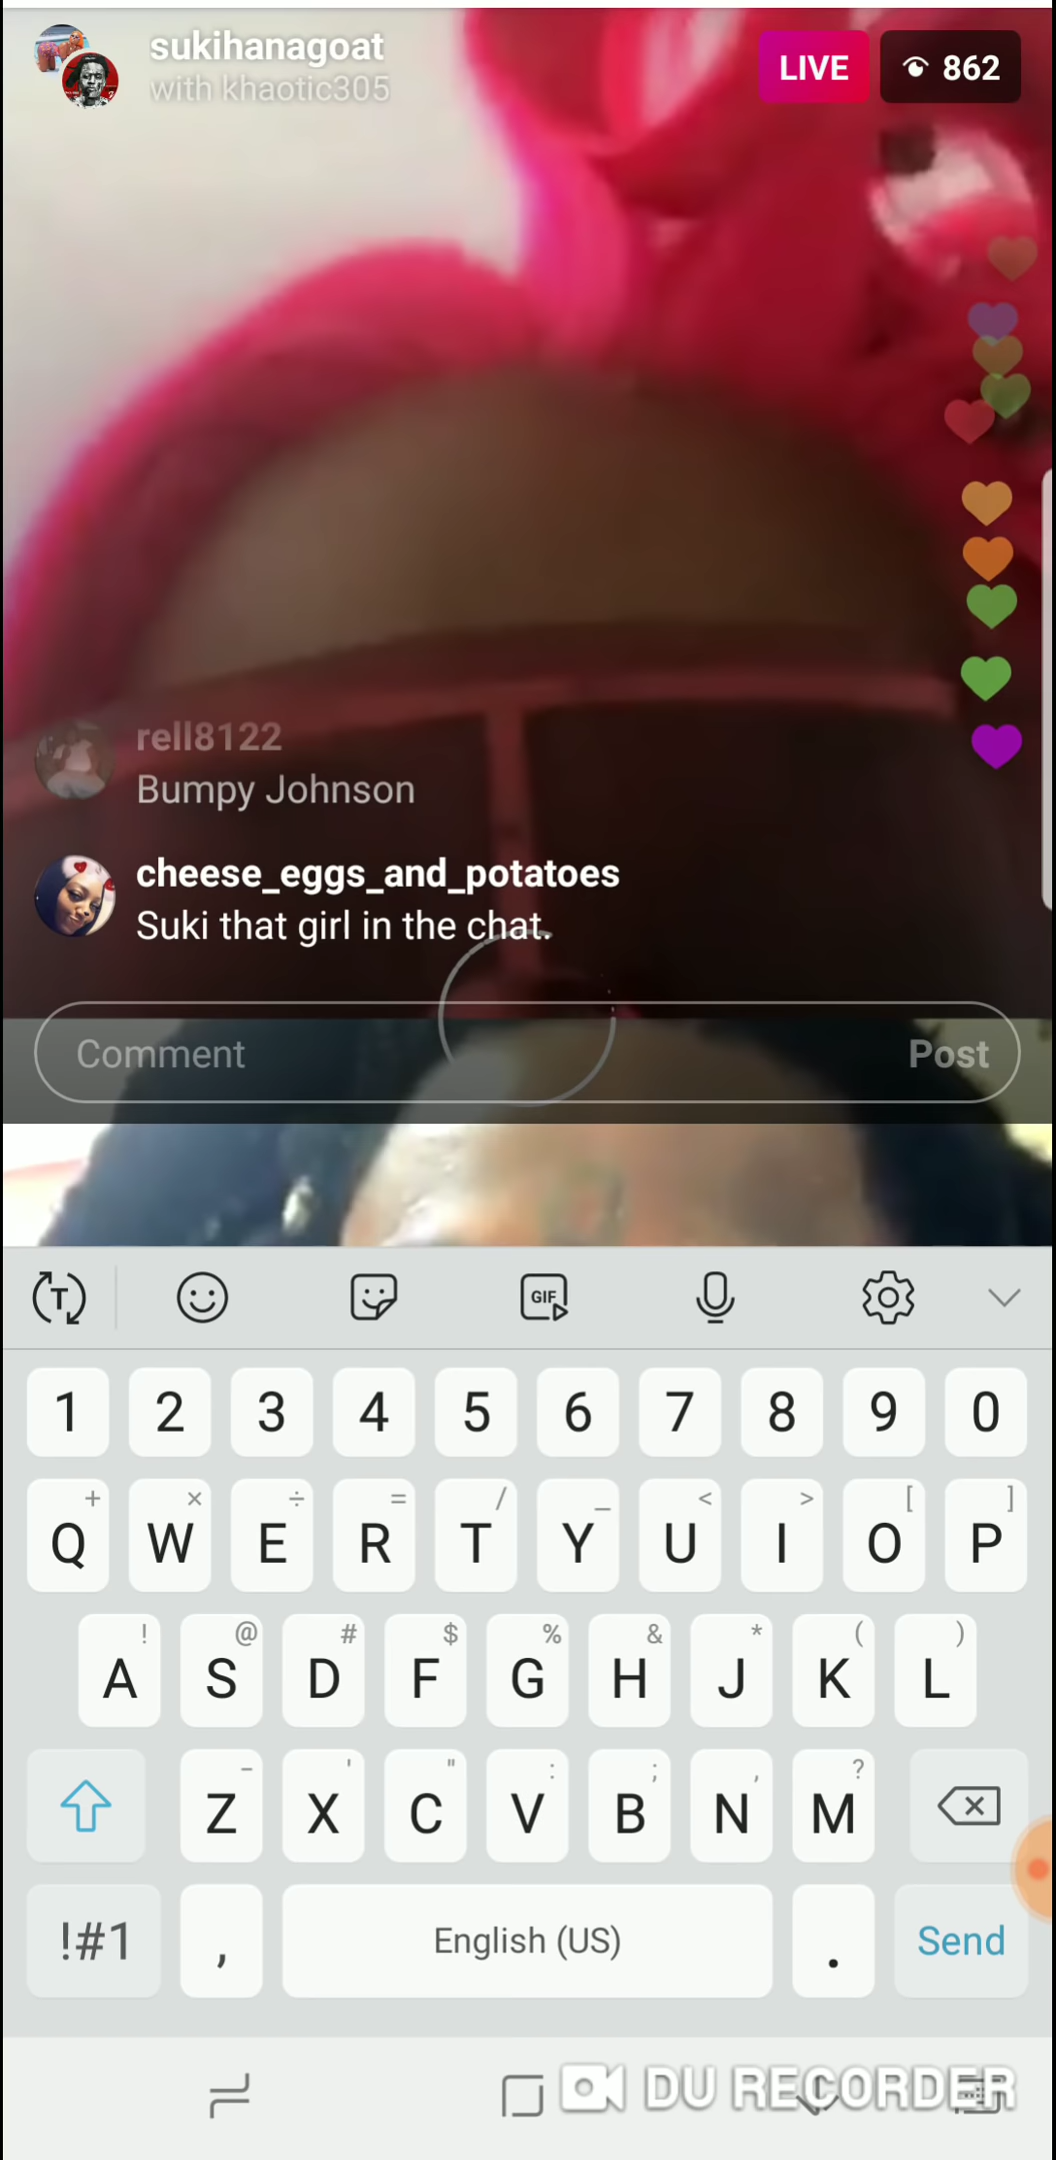 sukihanagoat
with khaotic305
LIVE
862
rell8122
Bumpy Johnson
cheese_eggs_and_potatoes
Suki that girl in the chat.
Comment
Post
T
GIF
1 2 3 4 5 6 7 8 9 0
+ × ÷ = / _ < > [ ]
Q W E R T Y U I O P
! @ # $ % & * ( )
A S D F G H J K L
- ' " : ; , ?
Z X C V B N M
!#1 , English (US) . Send
DU RECORDER